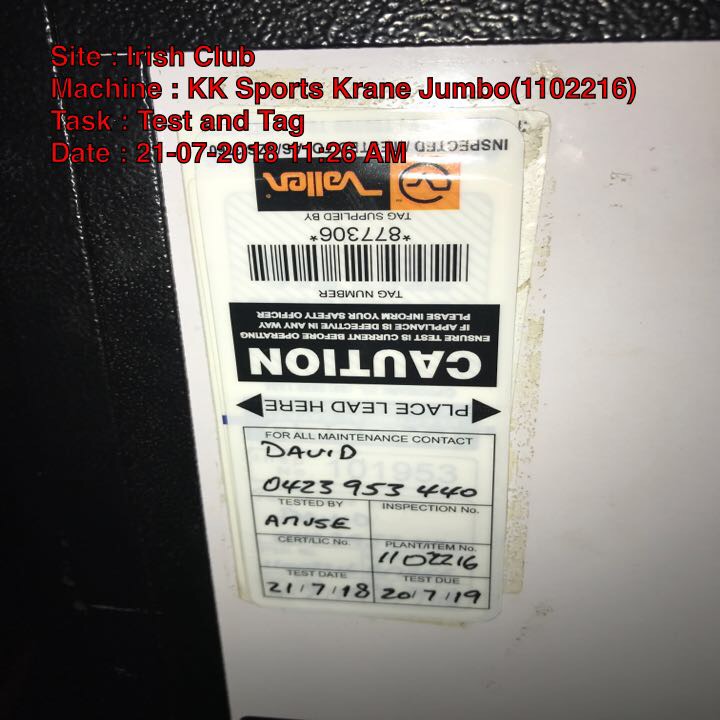 Site : Irish Club
Machine : KK Sports Krane Jumbo(1102216)
Task : Test and Tag
Date : 21-07-2018 11:26 AM
FOR ALL MAINTENANCE CONTACT
DAVID
0423 953 440
TESTED BY
AMUSE
INSPECTION No.
CERT/LIC No.
PLANT/ITEM No.
1102216
TEST DATE
21/7/18
TEST DUE
20/7/19
PLACE LEAD HERE
CAUTION
ENSURE TEST IS CURRENT BEFORE OPERATING
IF APPLIANCE IS DEFECTIVE IN ANY WAY
PLEASE INFORM YOUR SAFETY OFFICER
TAG NUMBER
*877306*
TAG SUPPLIED BY
Vallen
INSPECTED /
101953